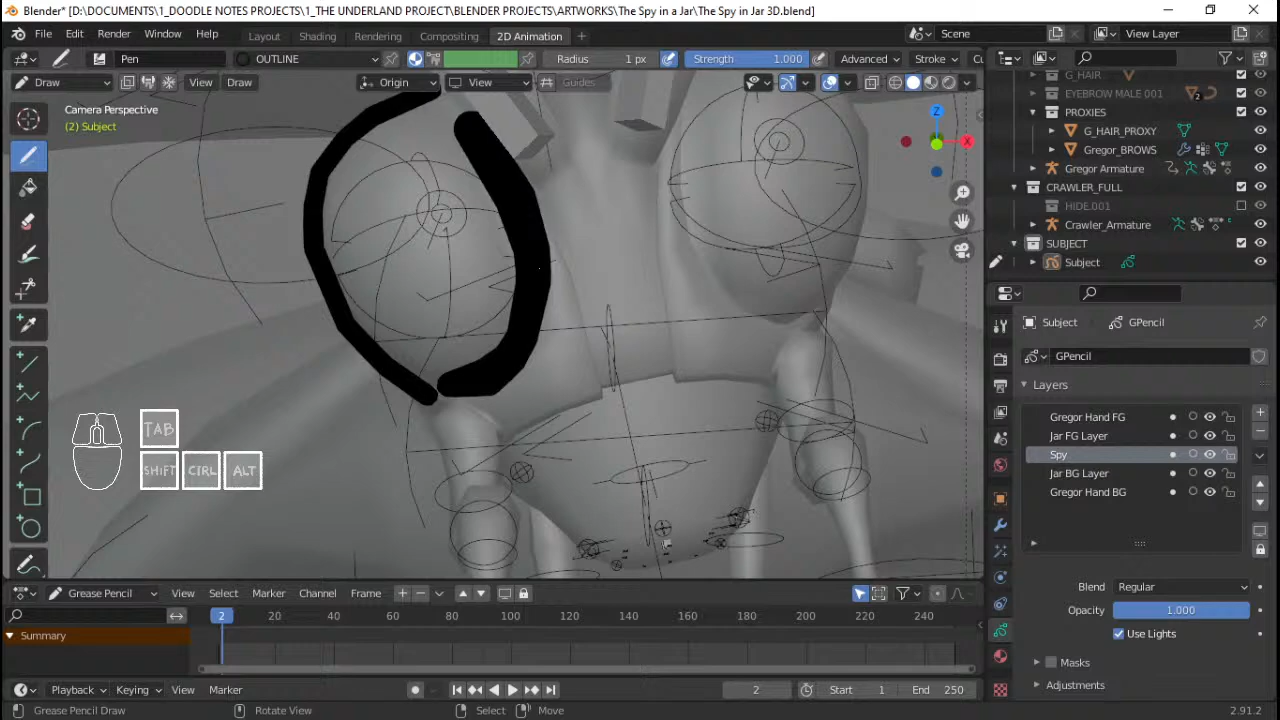 Blender* [D:\DOCUMENTS\1_DOODLE NOTES PROJECTS\1_THE UNDERLAND PROJECT\BLENDER PROJECTS\ARTWORKS\The Spy in a Jar\The Spy in Jar 3D.blend]
File Edit Render Window Help Layout Shading Rendering Compositing 2D Animation + Scene View Layer
Pen OUTLINE Radius 1 px Strength 1.000 Advanced Stroke Cu
Draw View Draw Origin View Guides
Camera Perspective
(2) Subject
Z
X
TAB
SHIFT CTRL ALT
G_HAIR
EYEBROW MALE 001 2
PROXIES
G_HAIR_PROXY
Gregor_BROWS
Gregor Armature
CRAWLER_FULL
HIDE.001
Crawler_Armature
SUBJECT
Subject
Subject GPencil
GPencil
Layers
Gregor Hand FG
Jar FG Layer
Spy
Jar BG Layer
Gregor Hand BG
Blend Regular
Opacity 1.000
Use Lights
Masks
Adjustments
Grease Pencil View Select Marker Channel Frame
2 20 40 60 80 100 120 140 160 180 200 220 240
Summary
Playback Keying View Marker 2 Start 1 End 250
Grease Pencil Draw Rotate View Select Move 2.91.2